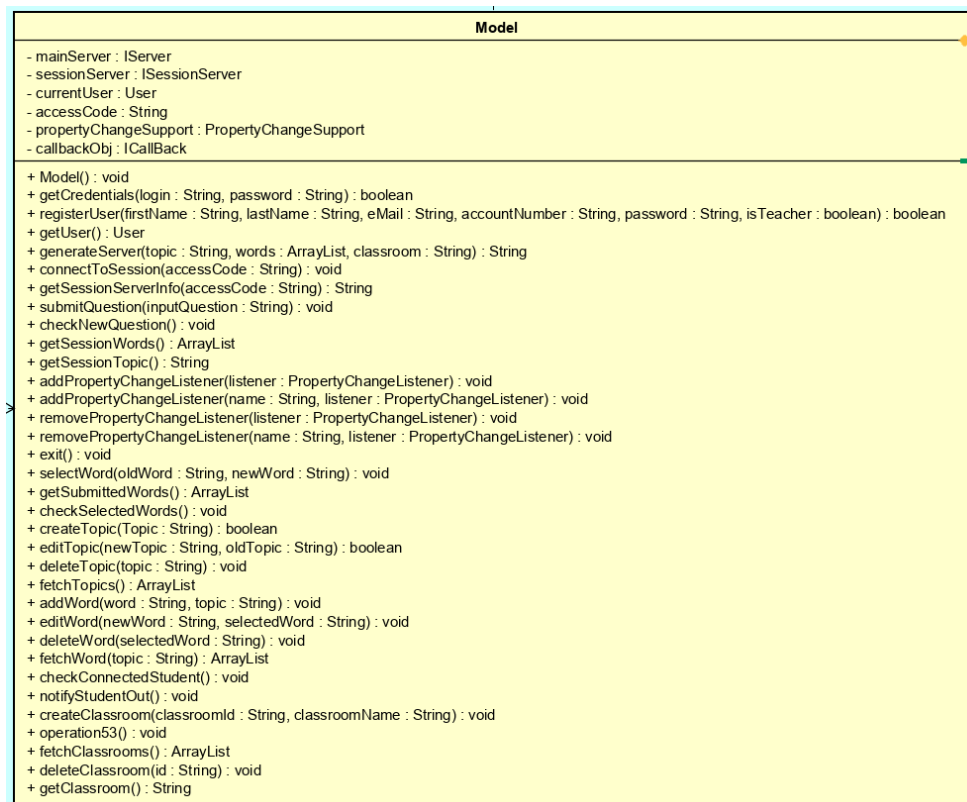 Model
- mainServer : IServer
- sessionServer : ISessionServer
- currentUser : User
- accessCode : String
- propertyChangeSupport : PropertyChangeSupport
- callbackObj : ICallBack
+ Model() : void
+ getCredentials(login : String, password : String) : boolean
+ registerUser(firstName : String, lastName : String, eMail : String, accountNumber : String, password : String, isTeacher : boolean) : boolean
+ getUser() : User
+ generateServer(topic : String, words : ArrayList, classroom : String) : String
+ connectToSession(accessCode : String) : void
+ getSessionServerInfo(accessCode : String) : String
+ submitQuestion(inputQuestion : String) : void
+ checkNewQuestion() : void
+ getSessionWords() : ArrayList
+ getSessionTopic() : String
+ addPropertyChangeListener(listener : PropertyChangeListener) : void
+ addPropertyChangeListener(name : String, listener : PropertyChangeListener) : void
+ removePropertyChangeListener(listener : PropertyChangeListener) : void
+ removePropertyChangeListener(name : String, listener : PropertyChangeListener) : void
+ exit() : void
+ selectWord(oldWord : String, newWord : String) : void
+ getSubmittedWords() : ArrayList
+ checkSelectedWords() : void
+ createTopic(Topic : String) : boolean
+ editTopic(newTopic : String, oldTopic : String) : boolean
+ deleteTopic(topic : String) : void
+ fetchTopics() : ArrayList
+ addWord(word : String, topic : String) : void
+ editWord(newWord : String, selectedWord : String) : void
+ deleteWord(selectedWord : String) : void
+ fetchWord(topic : String) : ArrayList
+ checkConnectedStudent() : void
+ notifyStudentOut() : void
+ createClassroom(classroomId : String, classroomName : String) : void
+ operation53() : void
+ fetchClassrooms() : ArrayList
+ deleteClassroom(id : String) : void
+ getClassroom() : String